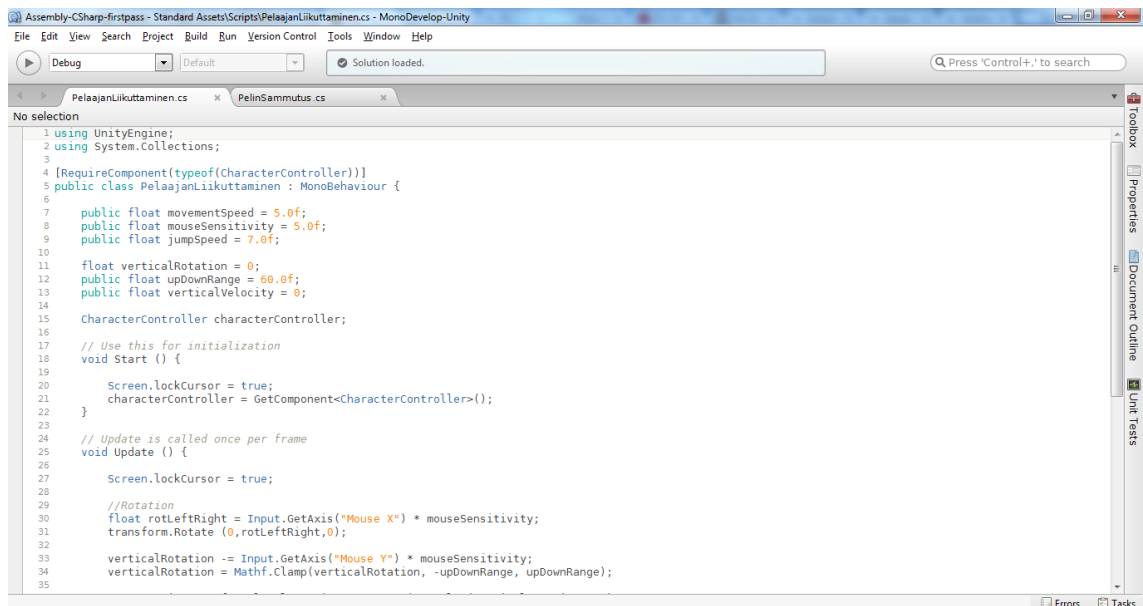 Assembly-CSharp-firstpass - Standard Assets\Scripts\PelaajanLiikuttaminen.cs - MonoDevelop-Unity
File Edit View Search Project Build Run Version Control Tools Window Help
Debug Default Solution loaded. Press 'Control+,' to search
PelaajanLiikuttaminen.cs × PelinSammutus.cs ×
No selection
1 using UnityEngine;
2 using System.Collections;
3
4 [RequireComponent(typeof(CharacterController))]
5 public class PelaajanLiikuttaminen : MonoBehaviour {
6
7     public float movementSpeed = 5.0f;
8     public float mouseSensitivity = 5.0f;
9     public float jumpSpeed = 7.0f;
10
11     float verticalRotation = 0;
12     public float upDownRange = 60.0f;
13     public float verticalVelocity = 0;
14
15     CharacterController characterController;
16
17     // Use this for initialization
18     void Start () {
19
20         Screen.lockCursor = true;
21         characterController = GetComponent<CharacterController>();
22     }
23
24     // Update is called once per frame
25     void Update () {
26
27         Screen.lockCursor = true;
28
29         //Rotation
30         float rotLeftRight = Input.GetAxis("Mouse X") * mouseSensitivity;
31         transform.Rotate (0,rotLeftRight,0);
32
33         verticalRotation -= Input.GetAxis("Mouse Y") * mouseSensitivity;
34         verticalRotation = Mathf.Clamp(verticalRotation, -upDownRange, upDownRange);
35
Toolbox
Properties
Document Outline
Unit Tests
Errors Tasks